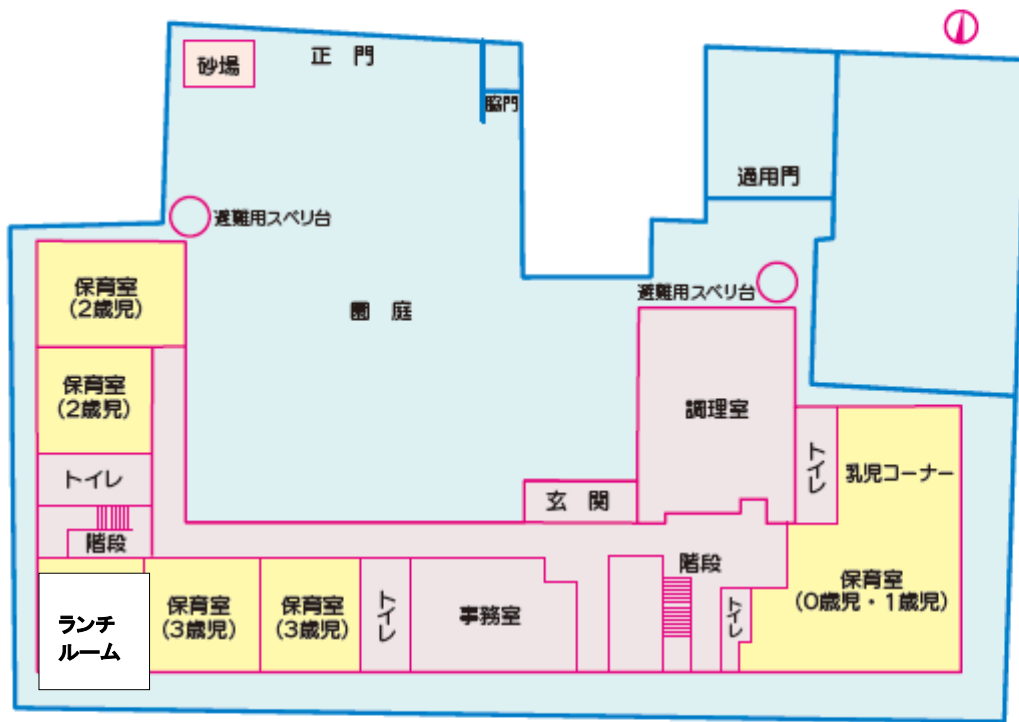 正 門
砂場
脇門
通用門
避難用スベリ台
避難用スベリ台
保育室
(2歳児)
園 庭
保育室
(2歳児)
調理室
トイレ
乳児コーナー
トイレ
玄 関
階段
階段
保育室
(0歳児・1歳児)
ランチ
ルーム
保育室
(3歳児)
保育室
(3歳児)
トイレ
事務室
トイレ